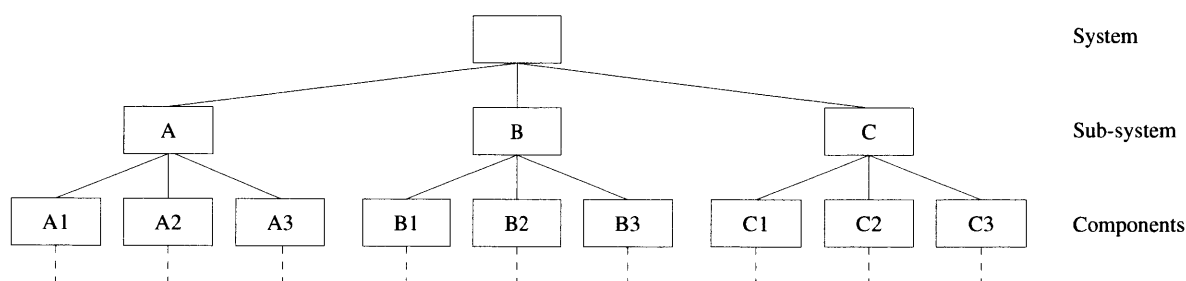 System
A B C Sub-system
A1 A2 A3 B1 B2 B3 C1 C2 C3 Components